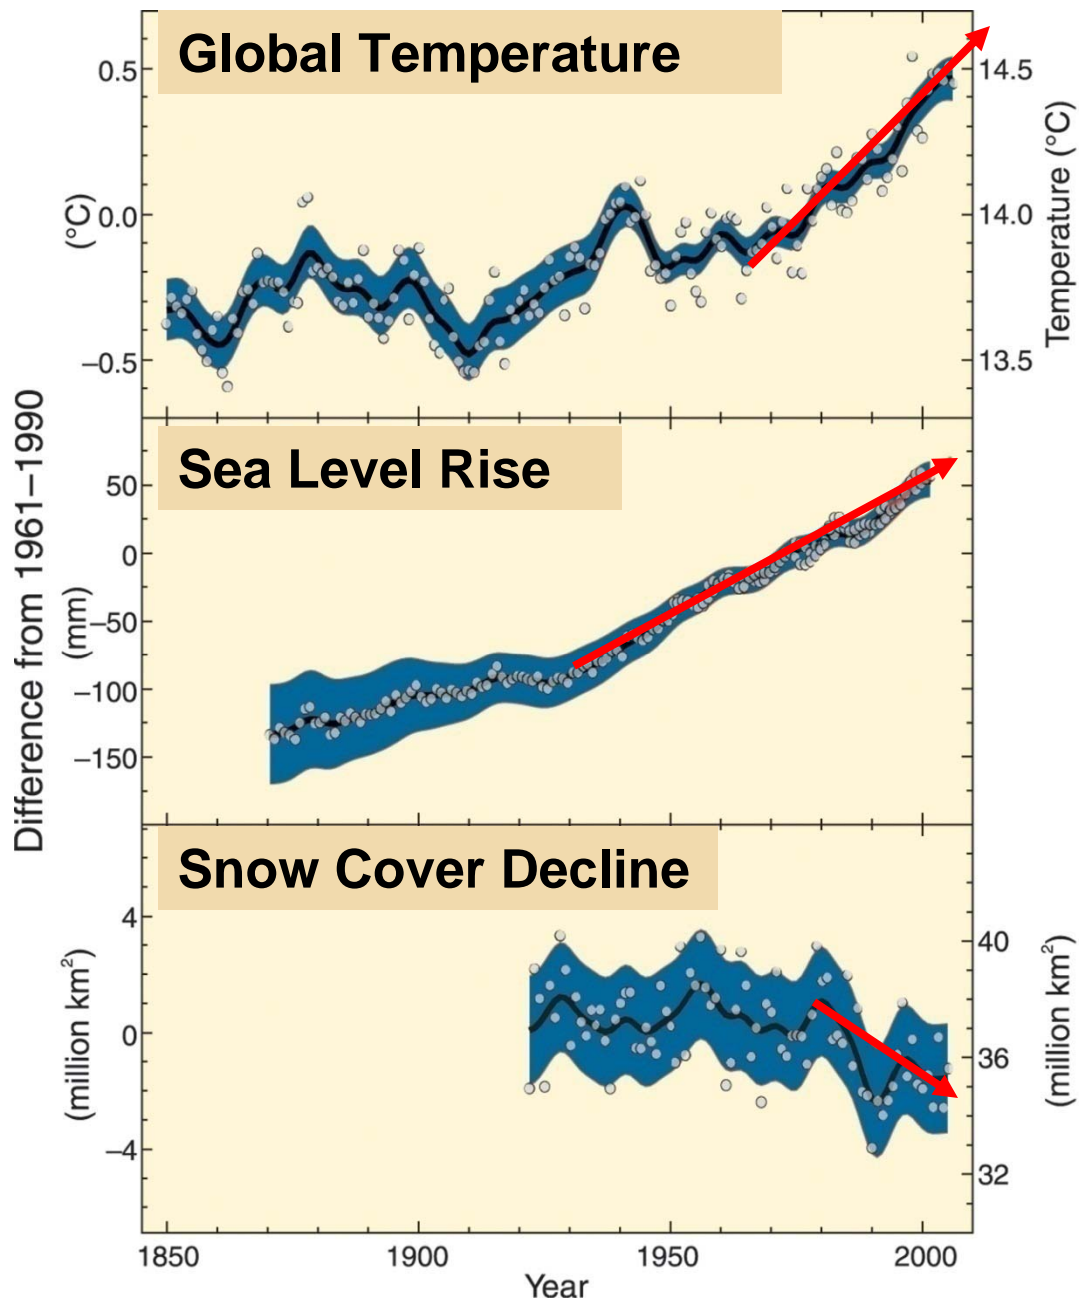 Global Temperature
0.5
0.0
–0.5
(°C)
14.5
14.0
13.5
Temperature (°C)
Difference from 1961–1990
Sea Level Rise
50
0
–50
–100
–150
(mm)
Snow Cover Decline
4
0
–4
(million km²)
40
36
32
(million km²)
1850
1900
1950
2000
Year